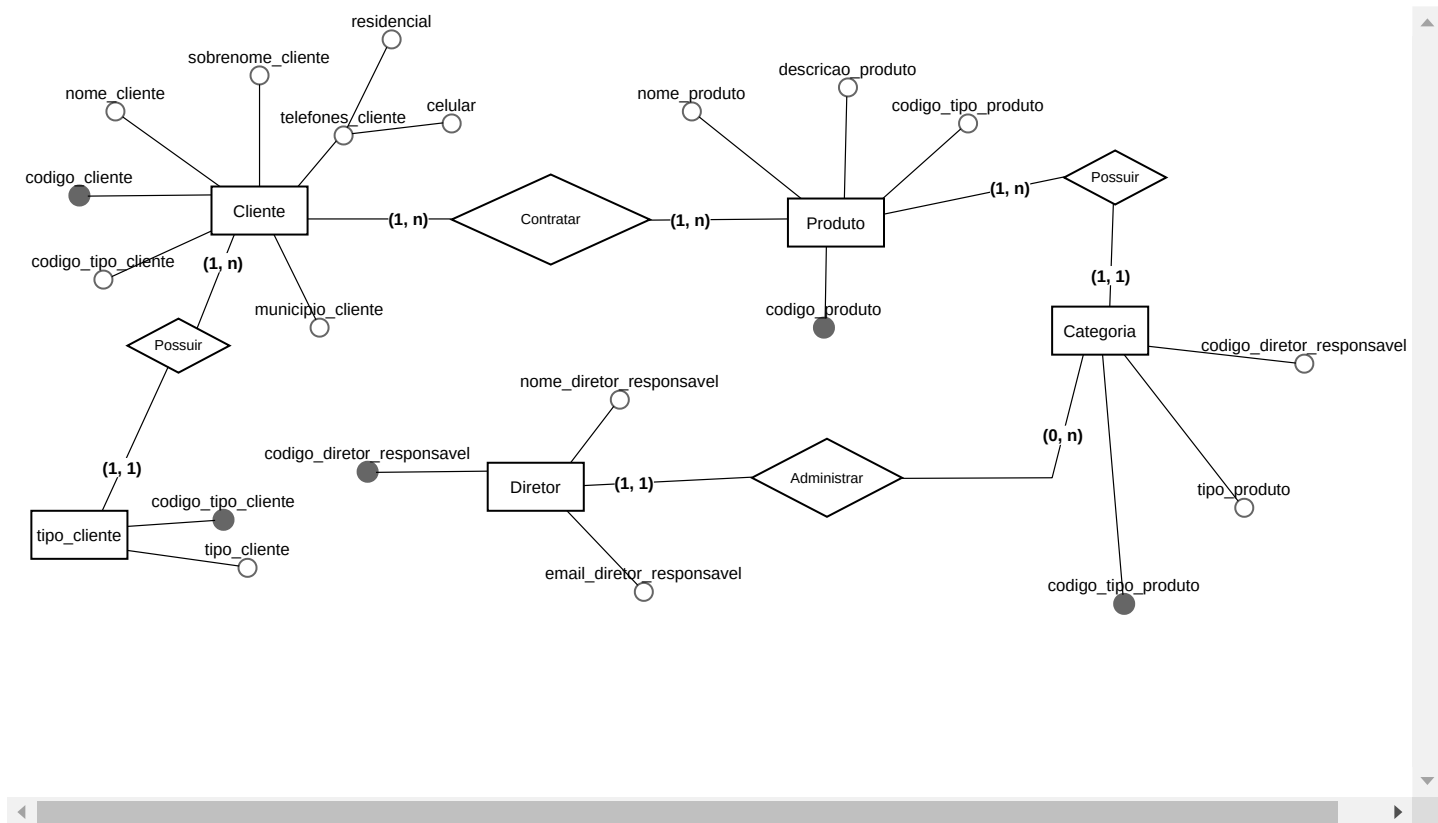 residencial
sobrenome_cliente
descricao_produto
nome_cliente
nome_produto
telefones_cliente
celular
codigo_tipo_produto
codigo_cliente
Possuir
(1, n)
Cliente
(1, n)
Contratar
(1, n)
Produto
codigo_tipo_cliente
(1, n)
(1, 1)
municipio_cliente
codigo_produto
Categoria
Possuir
codigo_diretor_responsavel
nome_diretor_responsavel
(0, n)
codigo_diretor_responsavel
(1, 1)
Diretor
(1, 1)
Administrar
tipo_produto
codigo_tipo_cliente
tipo_cliente
tipo_cliente
email_diretor_responsavel
codigo_tipo_produto